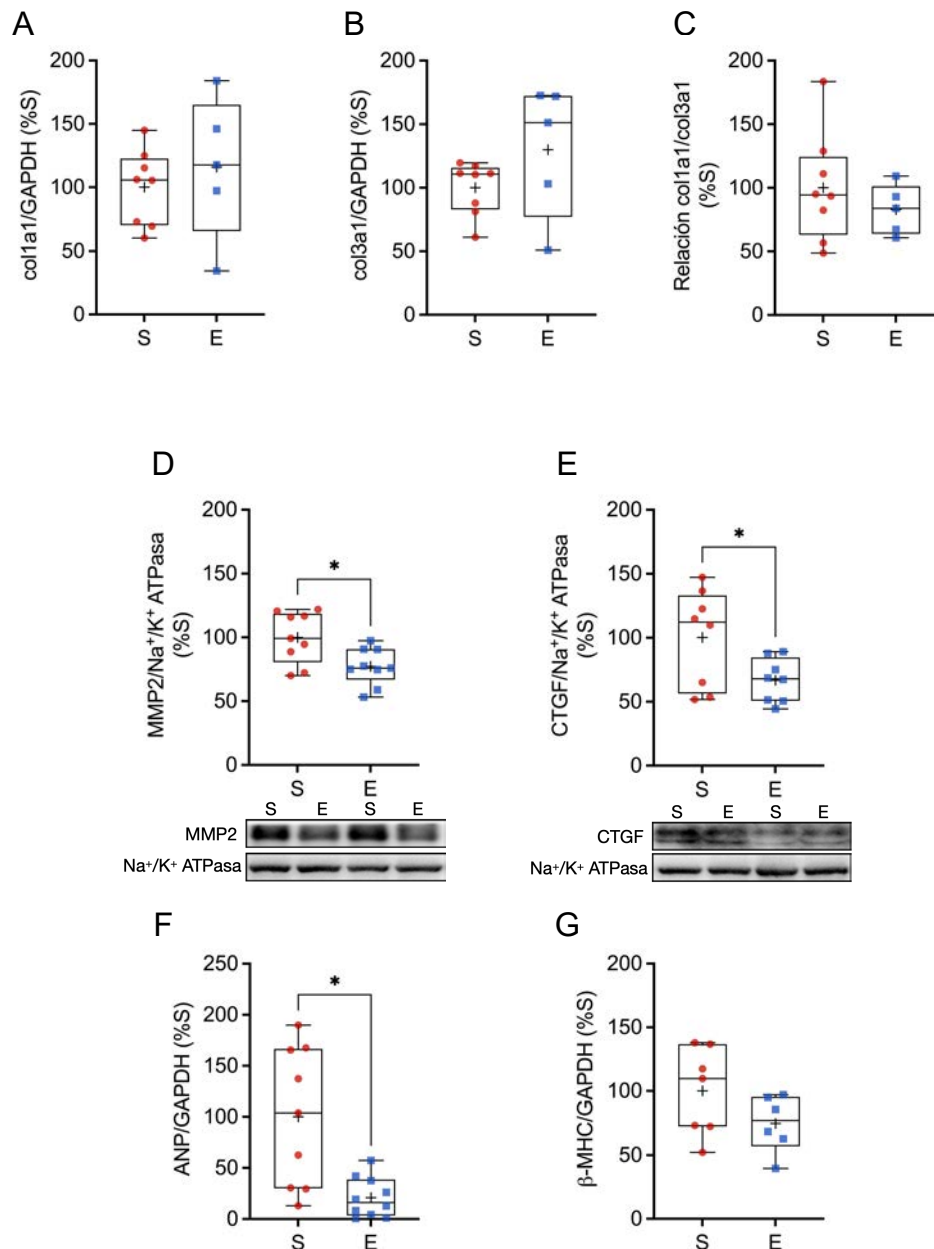 A
B
C
200
150
100
50
0
col1a1/GAPDH (%S)
S
E
200
150
100
50
0
col3a1/GAPDH (%S)
S
E
200
150
100
50
0
Relación col1a1/col3a1
(%S)
S
E
D
E
200
150
100
50
0
MMP2/Na⁺/K⁺ ATPasa
(%S)
*
S
E
S E S E
MMP2
Na⁺/K⁺ ATPasa
200
150
100
50
0
CTGF/Na⁺/K⁺ ATPasa
(%S)
*
S
E
S E S E
CTGF
Na⁺/K⁺ ATPasa
F
G
250
200
150
100
50
0
ANP/GAPDH (%S)
*
S
E
200
150
100
50
0
β-MHC/GAPDH (%S)
S
E